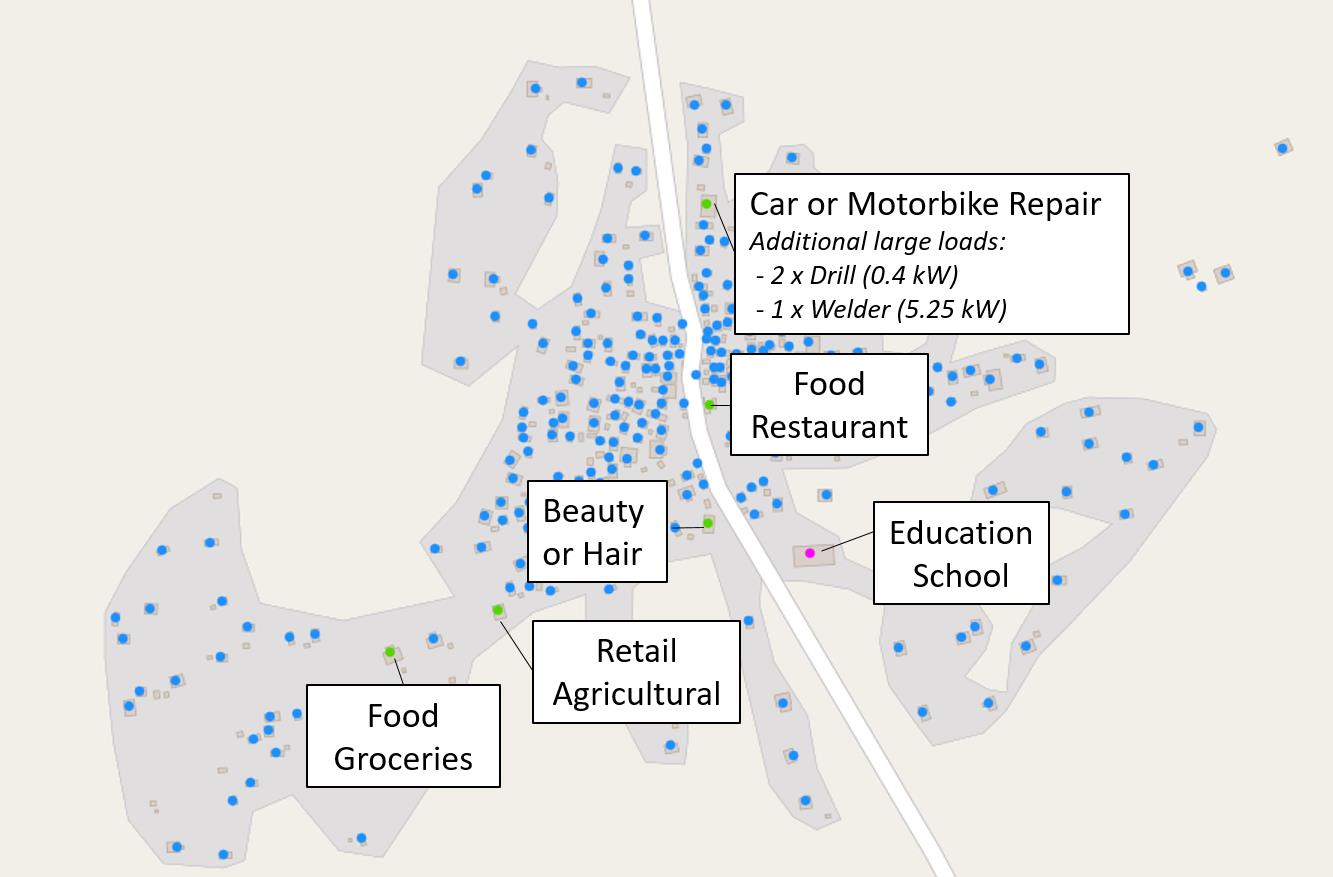 Car or Motorbike Repair
Additional large loads:
- 2 x Drill (0.4 kW)
- 1 x Welder (5.25 kW)
Food
Restaurant
Beauty
or Hair
Education
School
Retail
Agricultural
Food
Groceries